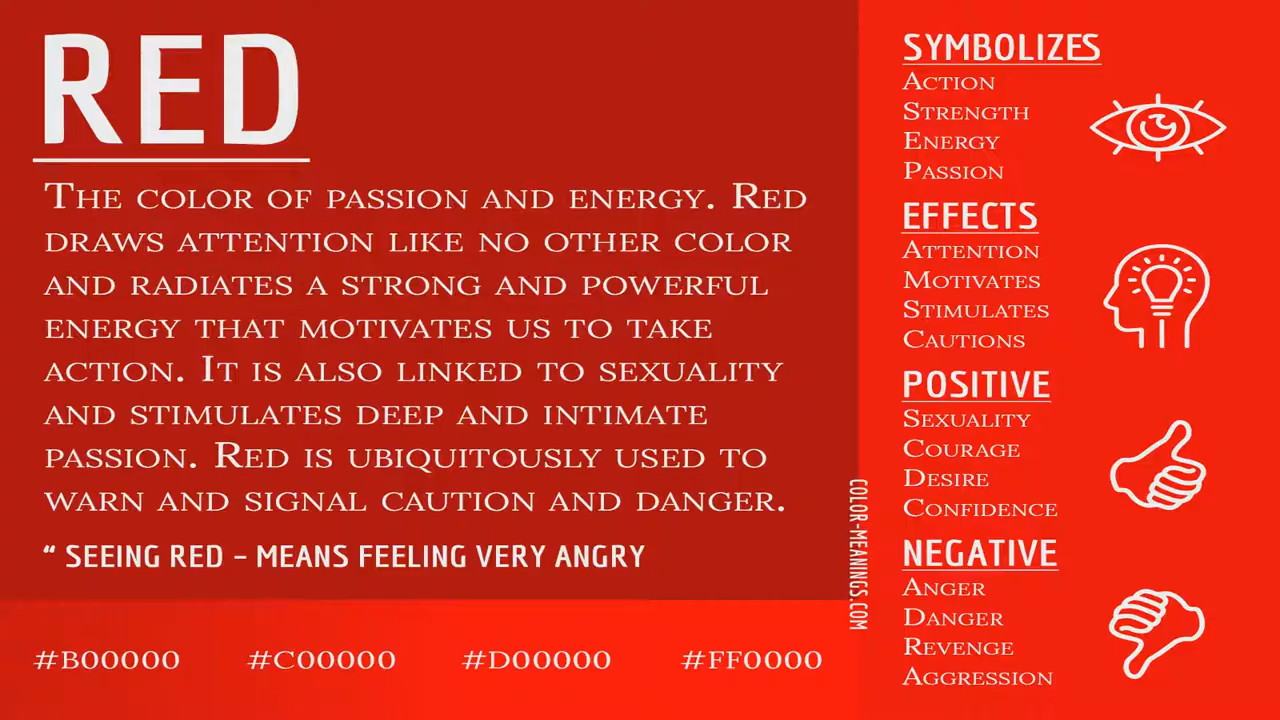 RED
The color of passion and energy. Red
draws attention like no other color
and radiates a strong and powerful
energy that motivates us to take
action. It is also linked to sexuality
and stimulates deep and intimate
passion. Red is ubiquitously used to
warn and signal caution and danger.
“ SEEING RED – MEANS FEELING VERY ANGRY
#B00000 #C00000 #D00000 #FF0000
COLOR-MEANINGS.COM
SYMBOLIZES
Action
Strength
Energy
Passion
EFFECTS
Attention
Motivates
Stimulates
Cautions
POSITIVE
Sexuality
Courage
Desire
Confidence
NEGATIVE
Anger
Danger
Revenge
Aggression